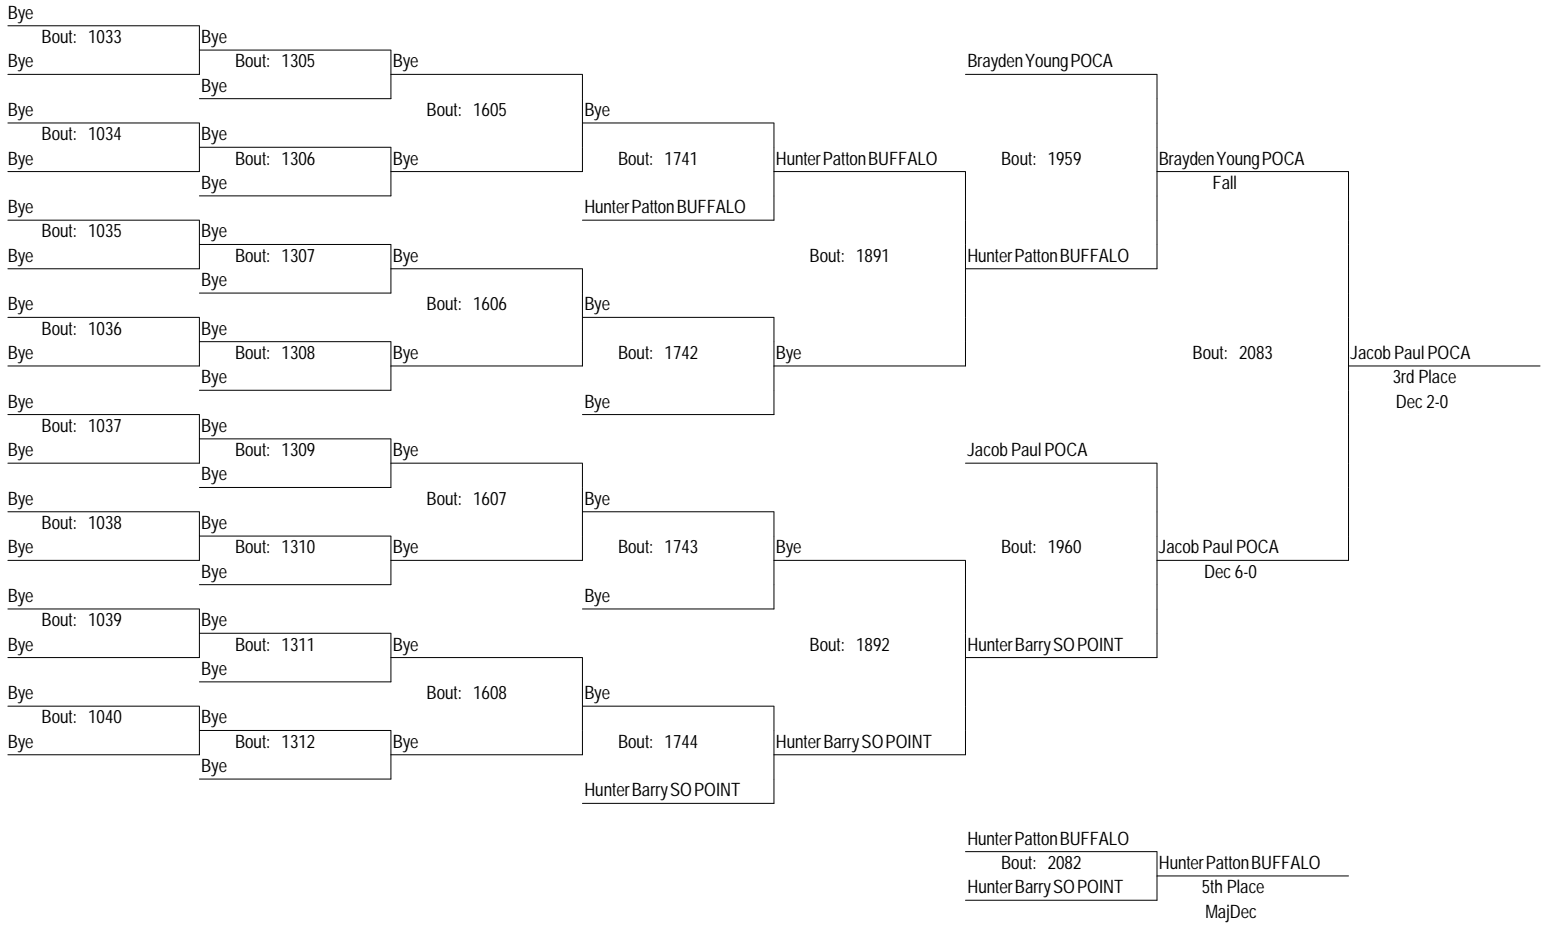 Bye
Bout: 1033
Bye
Bye
Bout: 1034
Bye
Bye
Bout: 1035
Bye
Bye
Bout: 1036
Bye
Bye
Bout: 1037
Bye
Bye
Bout: 1038
Bye
Bye
Bout: 1039
Bye
Bye
Bout: 1040
Bye
Bye
Bout: 1305
Bye
Bye
Bout: 1306
Bye
Bye
Bout: 1307
Bye
Bye
Bout: 1308
Bye
Bye
Bout: 1309
Bye
Bye
Bout: 1310
Bye
Bye
Bout: 1311
Bye
Bye
Bout: 1312
Bye
Bye
Bout: 1605
Bye
Bye
Bout: 1606
Bye
Bye
Bout: 1607
Bye
Bye
Bout: 1608
Bye
Bye
Bout: 1741
Hunter Patton BUFFALO
Bye
Bout: 1742
Bye
Bye
Bout: 1743
Bye
Bye
Bout: 1744
Hunter Barry SO POINT
Hunter Patton BUFFALO
Bout: 1891
Bye
Bye
Bout: 1892
Hunter Barry SO POINT
Brayden Young POCA
Bout: 1959
Hunter Patton BUFFALO
Jacob Paul POCA
Bout: 1960
Hunter Barry SO POINT
Brayden Young POCA
Fall
Bout: 2083
Jacob Paul POCA
Dec 6-0
Jacob Paul POCA
3rd Place
Dec 2-0
Hunter Patton BUFFALO
Bout: 2082
Hunter Barry SO POINT
Hunter Patton BUFFALO
5th Place
MajDec